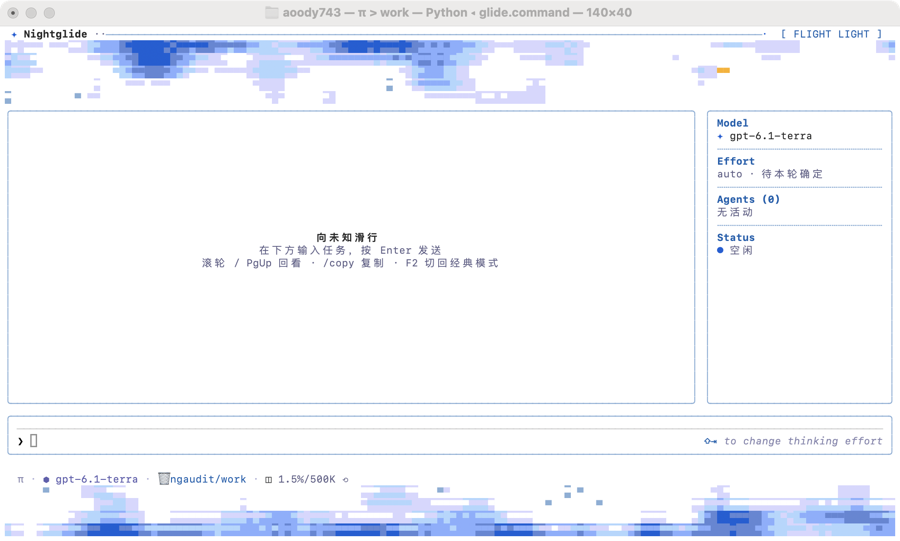 aoody743 — π > work — Python ◂ glide.command — 140×40
✦ Nightglide ·· · [ FLIGHT LIGHT ]
向未知滑行
在下方输入任务，按 Enter 发送
滚轮 / PgUp 回看 · /copy 复制 · F2 切回经典模式
Model
✦ gpt-6.1-terra
Effort
auto · 待本轮确定
Agents (0)
无活动
Status
● 空闲
❯
to change thinking effort
π · ⬢ gpt-6.1-terra · ngaudit/work · ◫ 1.5%/500K ⟲